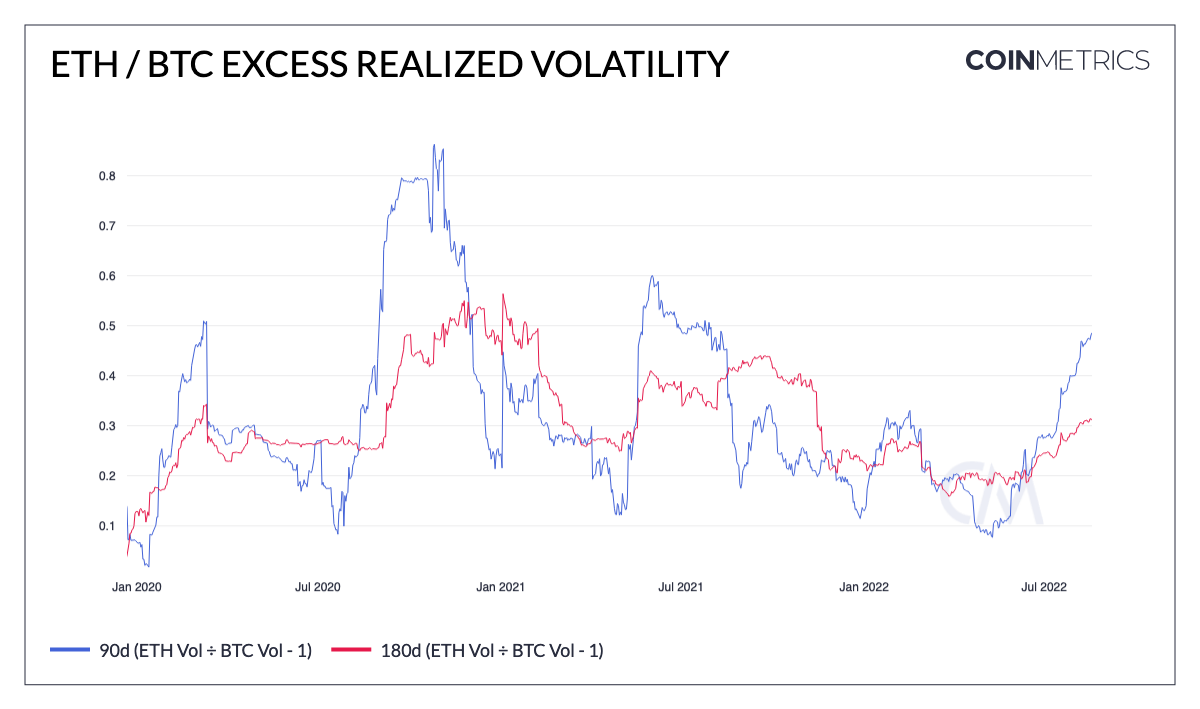 ETH / BTC EXCESS REALIZED VOLATILITY
COINMETRICS
0.8
0.7
0.6
0.5
0.4
0.3
0.2
0.1
CM
Jan 2020
Jul 2020
Jan 2021
Jul 2021
Jan 2022
Jul 2022
90d (ETH Vol ÷ BTC Vol - 1)
180d (ETH Vol ÷ BTC Vol - 1)